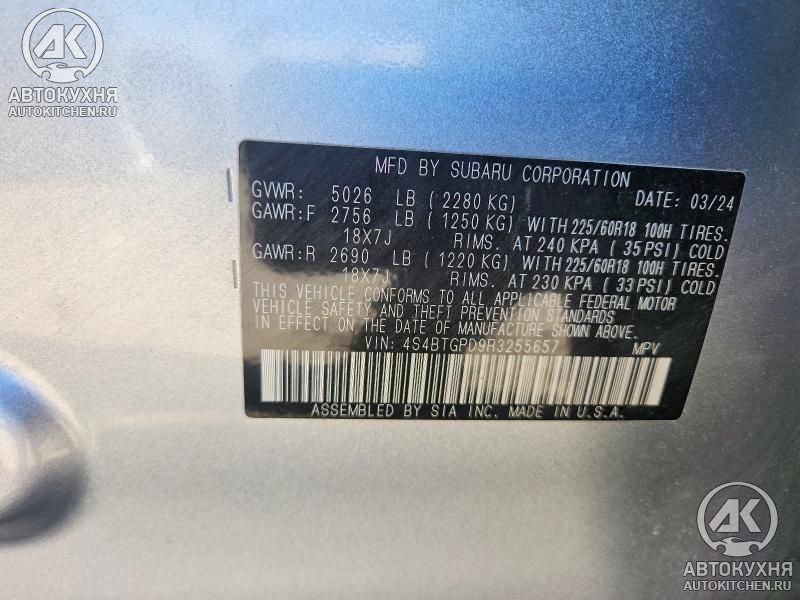 AK
АВТОКУХНЯ
AUTOKITCHEN.RU
MFD BY SUBARU CORPORATION
GVWR: 5026 LB ( 2280 KG) DATE: 03/24
GAWR:F 2756 LB ( 1250 KG) WITH 225/60R18 100H TIRES.
18X7J RIMS. AT 240 KPA ( 35 PSI) COLD
GAWR:R 2690 LB ( 1220 KG) WITH 225/60R18 100H TIRES.
18X7J RIMS. AT 230 KPA ( 33 PSI) COLD
THIS VEHICLE CONFORMS TO ALL APPLICABLE FEDERAL MOTOR
VEHICLE SAFETY AND THEFT PREVENTION STANDARDS
IN EFFECT ON THE DATE OF MANUFACTURE SHOWN ABOVE.
VIN: 4S4BTGPD9R3255657 MPV
ASSEMBLED BY SIA INC. MADE IN U.S.A.
AK
АВТОКУХНЯ
AUTOKITCHEN.RU